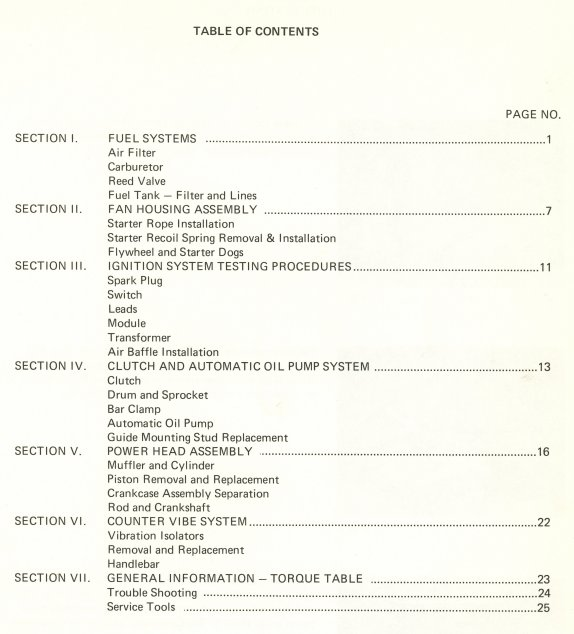 TABLE OF CONTENTS
PAGE NO.
SECTION I. FUEL SYSTEMS ........ 1
Air Filter
Carburetor
Reed Valve
Fuel Tank — Filter and Lines
SECTION II. FAN HOUSING ASSEMBLY ........ 7
Starter Rope Installation
Starter Recoil Spring Removal & Installation
Flywheel and Starter Dogs
SECTION III. IGNITION SYSTEM TESTING PROCEDURES ........ 11
Spark Plug
Switch
Leads
Module
Transformer
Air Baffle Installation
SECTION IV. CLUTCH AND AUTOMATIC OIL PUMP SYSTEM ........ 13
Clutch
Drum and Sprocket
Bar Clamp
Automatic Oil Pump
Guide Mounting Stud Replacement
SECTION V. POWER HEAD ASSEMBLY ........ 16
Muffler and Cylinder
Piston Removal and Replacement
Crankcase Assembly Separation
Rod and Crankshaft
SECTION VI. COUNTER VIBE SYSTEM ........ 22
Vibration Isolators
Removal and Replacement
Handlebar
SECTION VII. GENERAL INFORMATION — TORQUE TABLE ........ 23
Trouble Shooting ........ 24
Service Tools ........ 25